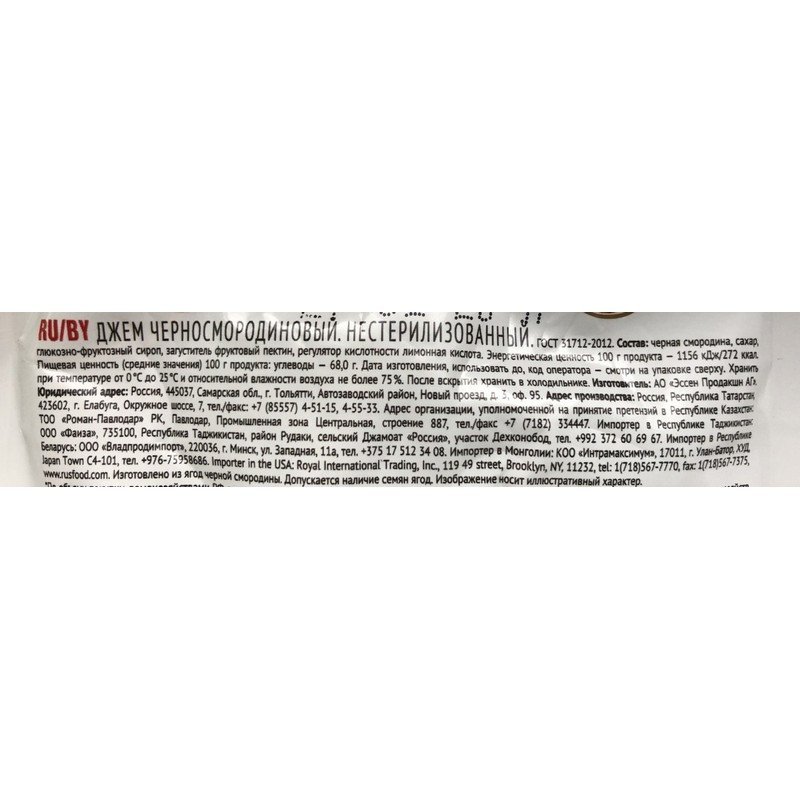 RU/BY ДЖЕМ ЧЕРНОСМОРОДИНОВЫЙ. НЕСТЕРИЛИЗОВАННЫЙ. ГОСТ 31712-2012. Состав: черная смородина, сахар,
глюкозно-фруктозный сироп, загуститель фруктовый пектин, регулятор кислотности лимонная кислота. Энергетическая ценность 100 г продукта – 1156 кДж/272 ккал.
Пищевая ценность (средние значения) 100 г продукта: углеводы – 68,0 г. Дата изготовления, использовать до, код оператора – смотри на упаковке сверху. Хранить
при температуре от 0 °С до 25 °С и относительной влажности воздуха не более 75 %. После вскрытия хранить в холодильнике. Изготовитель: АО «Эссен Продакшн АГ».
Юридический адрес: Россия, 445037, Самарская обл., г. Тольятти, Автозаводский район, Новый проезд, д. 3, оф. 95. Адрес производства: Россия, Республика Татарстан,
423602, г. Елабуга, Окружное шоссе, 7, тел./факс: +7 (85557) 4-51-15, 4-55-33. Адрес организации, уполномоченной на принятие претензий в Республике Казахстан:
ТОО «Роман-Павлодар» РК, Павлодар, Промышленная зона Центральная, строение 887, тел./факс +7 (7182) 334447. Импортер в Республике Таджикистан:
ООО «Фаиза», 735100, Республика Таджикистан, район Рудаки, сельский Джамоат «Россия», участок Дехконобод, тел. +992 372 60 69 67. Импортер в Республике
Беларусь: ООО «Владпродимпорт», 220036, г. Минск, ул. Западная, 11а, тел. +375 17 512 34 08. Импортер в Монголии: КОО «Интрамаксимум», 17011, г. Улан-Батор, ХУД,
Japan Town C4-101, тел. +976-75958686. Importer in the USA: Royal International Trading, Inc., 119 49 street, Brooklyn, NY, 11232, tel: 1(718)567-7770, fax: 1(718)567-7375,
www.rusfood.com. Изготовлено из ягод черной смородины. Допускается наличие семян ягод. Изображение носит иллюстративный характер.